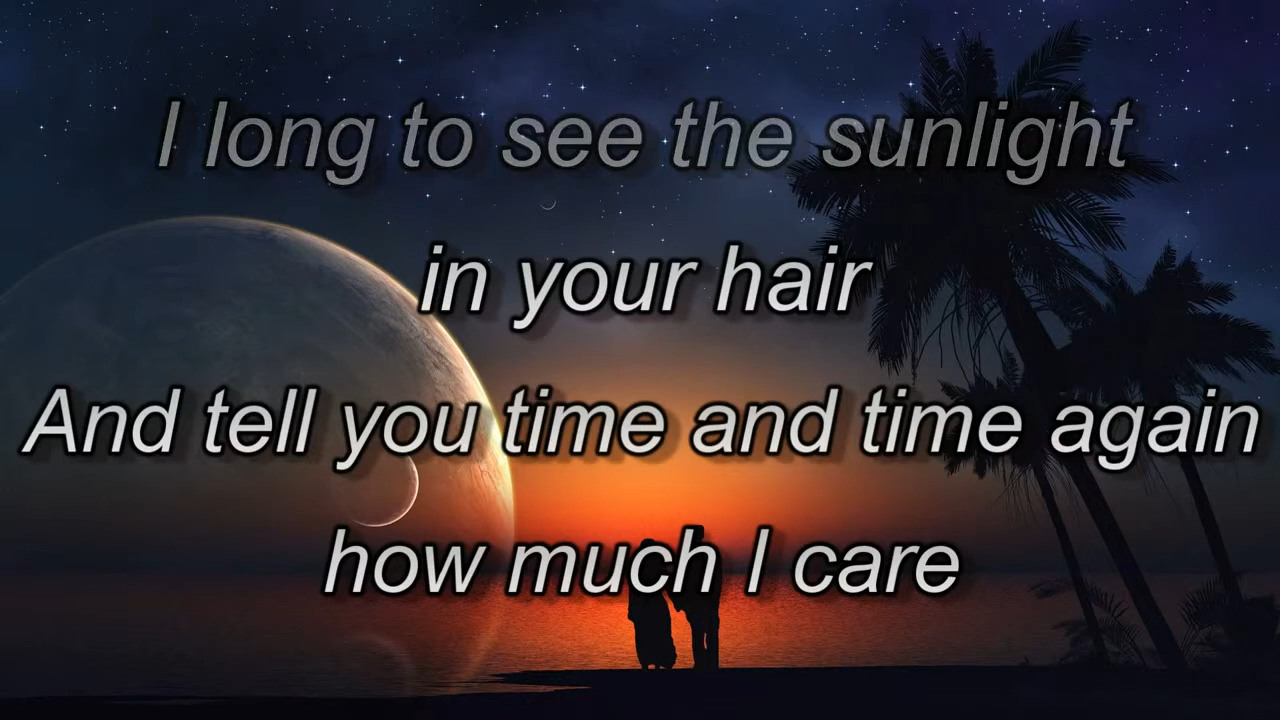 I long to see the sunlight
in your hair
And tell you time and time again
how much I care